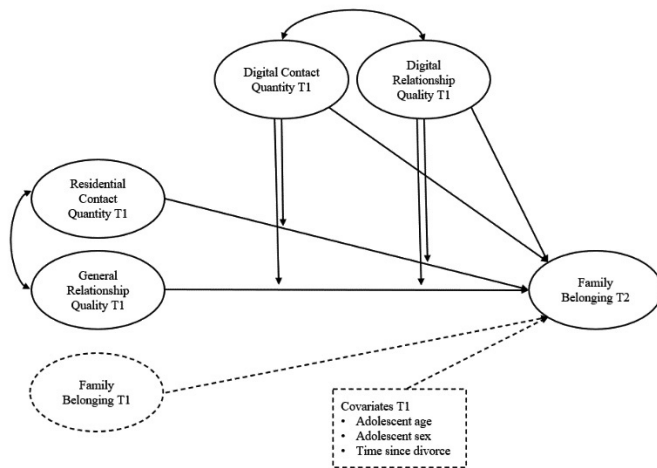 Digital Contact
Quantity T1
Digital
Relationship
Quality T1
Residential
Contact
Quantity T1
General
Relationship
Quality T1
Family
Belonging T2
Family
Belonging T1
Covariates T1
• Adolescent age
• Adolescent sex
• Time since divorce